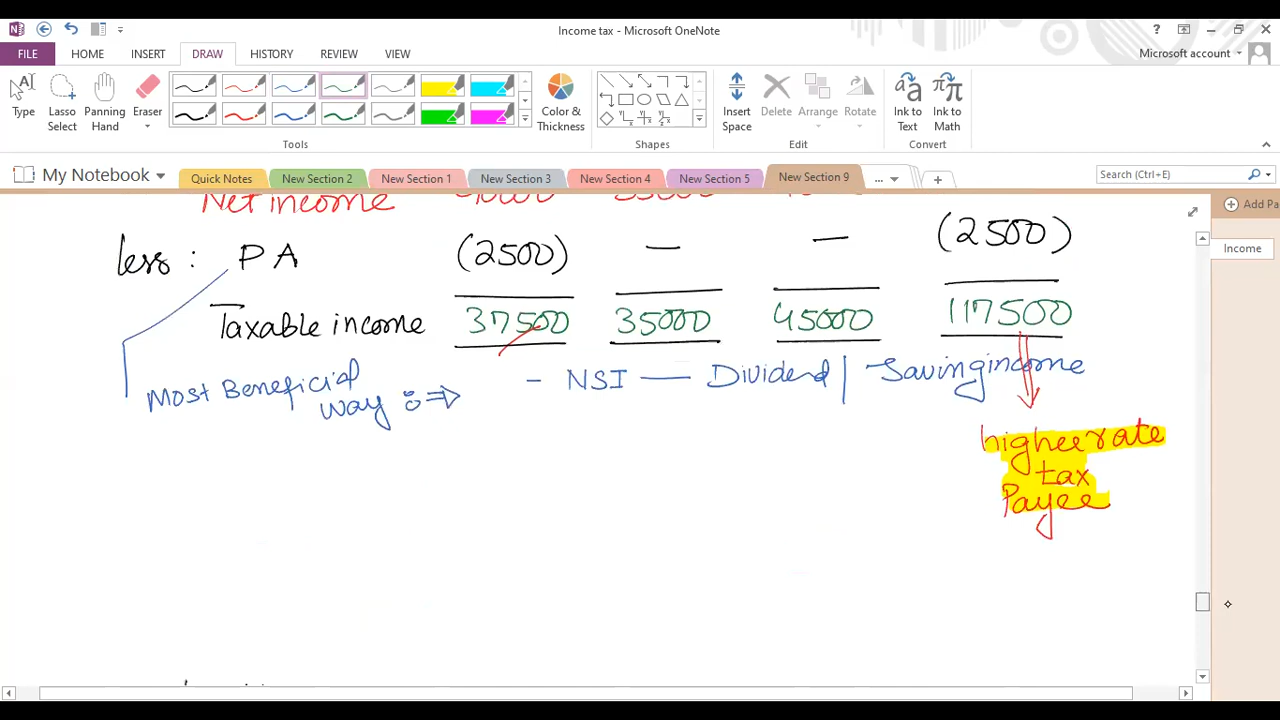 Income tax - Microsoft OneNote
FILE HOME INSERT DRAW HISTORY REVIEW VIEW
Microsoft account
Type Lasso Select Panning Hand Eraser
Color & Thickness
Insert Space Delete Arrange Rotate
Ink to Text Ink to Math
Tools Shapes Edit Convert
My Notebook Quick Notes New Section 2 New Section 1 New Section 3 New Section 4 New Section 5 New Section 9 ... Search (Ctrl+E)
Add Pa
Income
Net income
less : PA (2500) — — (2500)
Taxable income 37500 35000 45000 117500
Most Beneficial way : ⇒ - NSI — Dividend | Saving income
higher rate
tax
Payee